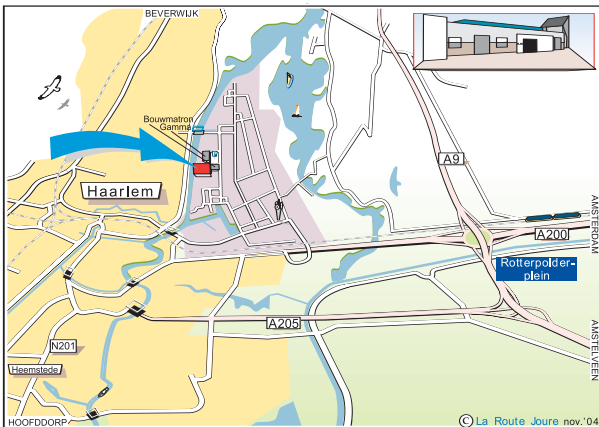 BEVERWIJK
Bouwmatron
Gamma
P
A9
Haarlem
AMSTERDAM
A200
Rotterpolder-
plein
A205
N201
Heemstede
AMSTELVEEN
HOOFDDORP
© La Route Joure nov.'04